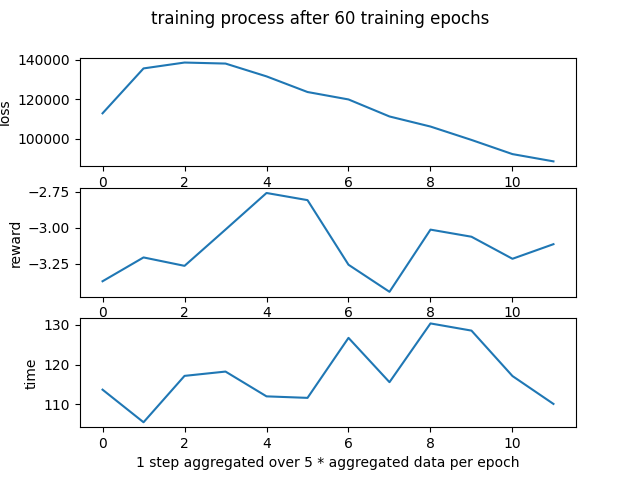 training process after 60 training epochs
140000
120000
100000
loss
0 2 4 6 8 10
−2.75
−3.00
−3.25
reward
0 2 4 6 8 10
130
120
110
time
0 2 4 6 8 10
1 step aggregated over 5 * aggregated data per epoch